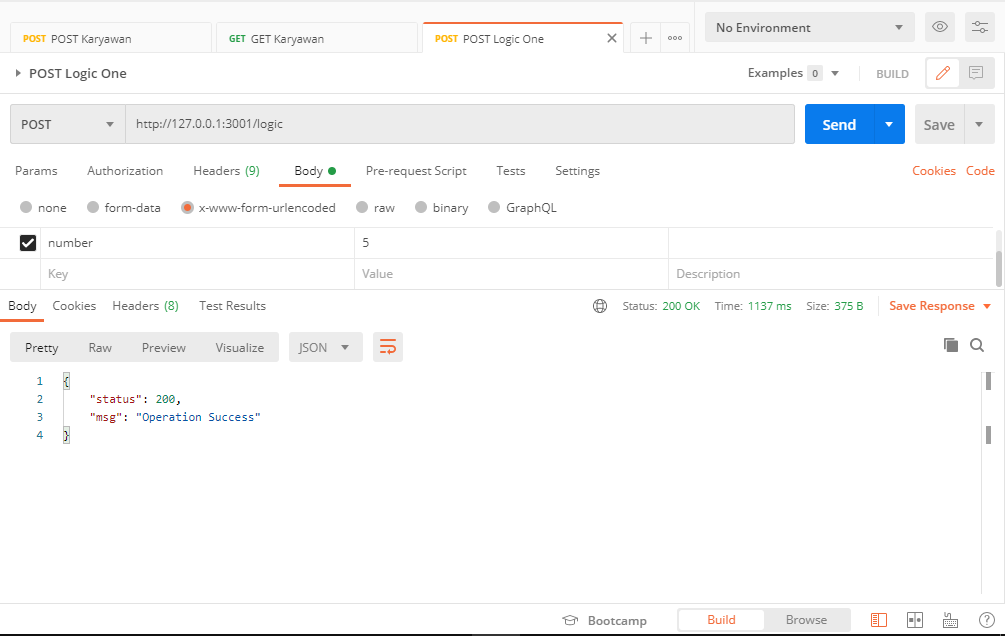 POST POST Karyawan GET GET Karyawan POST POST Logic One No Environment
POST Logic One Examples 0 BUILD
POST http://127.0.0.1:3001/logic Send Save
Params Authorization Headers (9) Body Pre-request Script Tests Settings Cookies Code
none form-data x-www-form-urlencoded raw binary GraphQL
number 5
Key Value Description
Body Cookies Headers (8) Test Results Status: 200 OK Time: 1137 ms Size: 375 B Save Response
Pretty Raw Preview Visualize JSON
1 {
2 "status": 200,
3 "msg": "Operation Success"
4 }
Bootcamp Build Browse